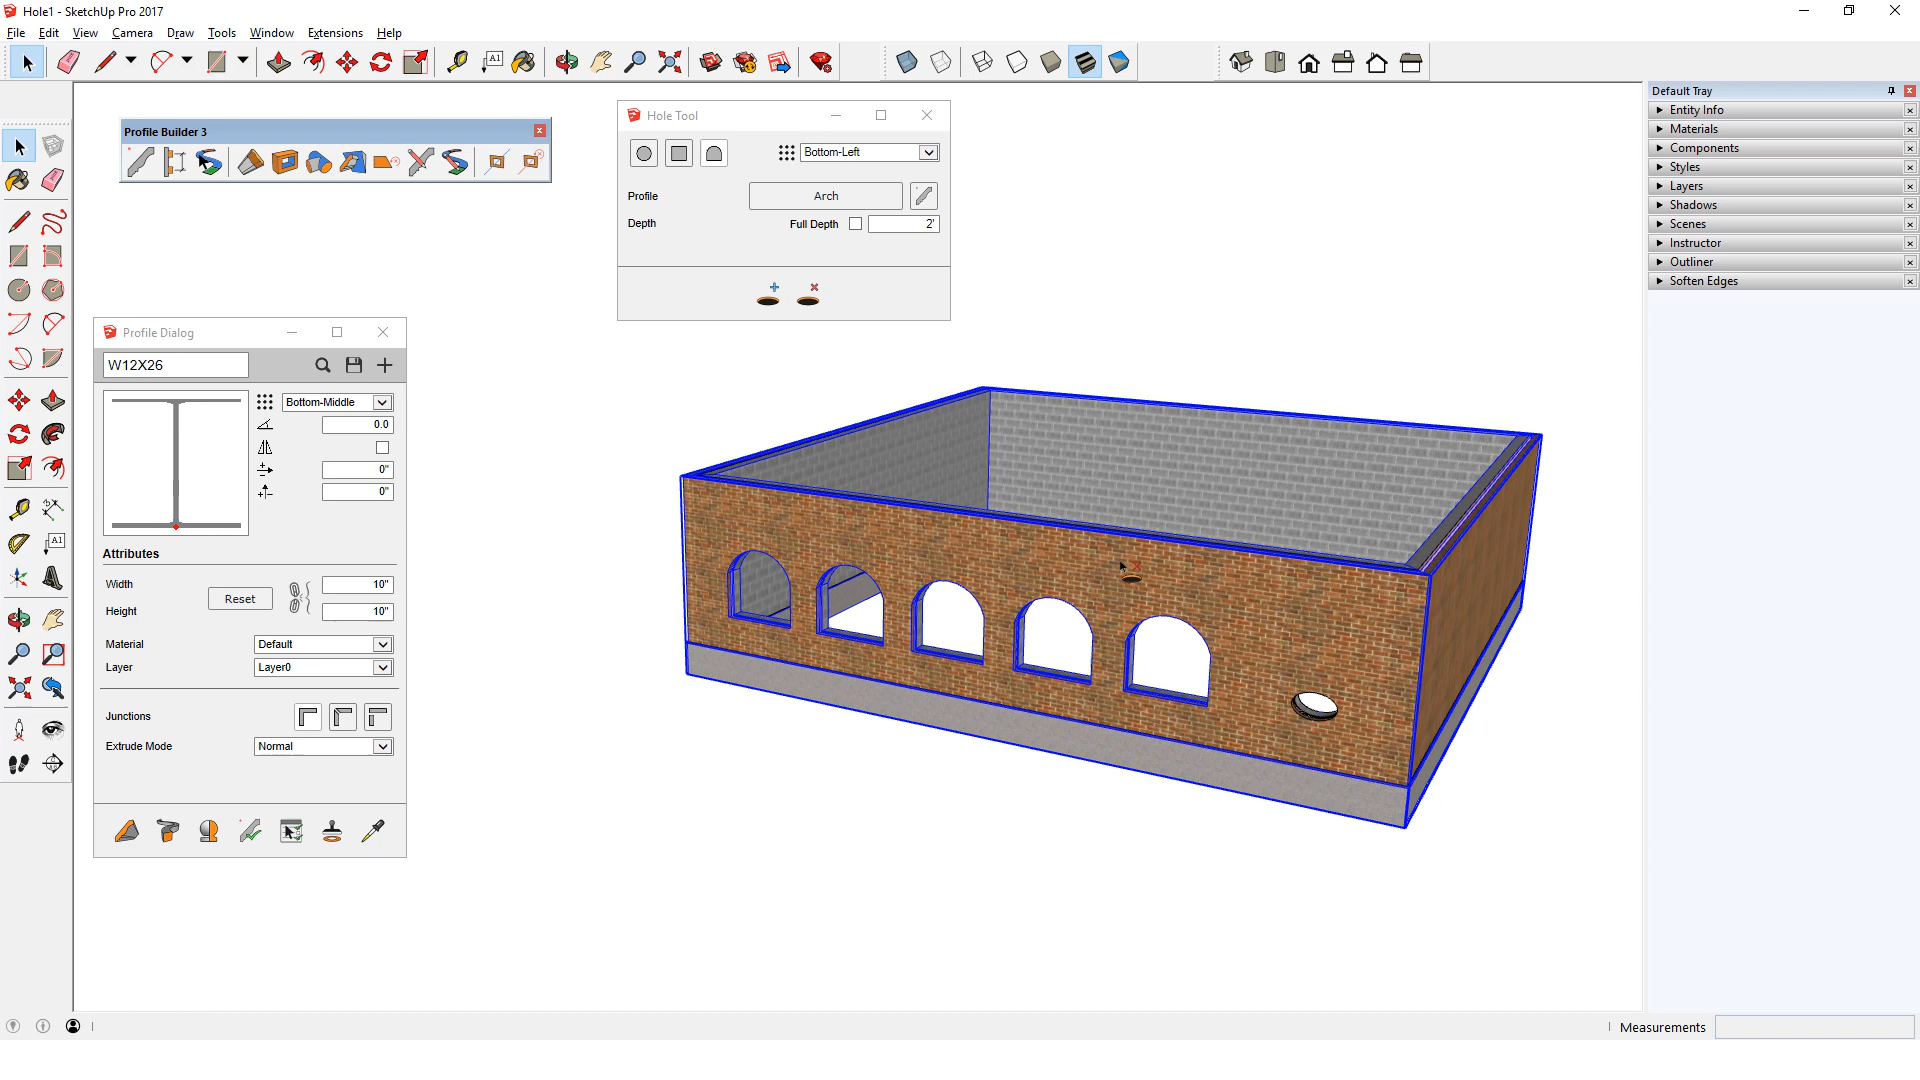 Hole1 - SketchUp Pro 2017
File Edit View Camera Draw Tools Window Extensions Help
A1
Default Tray
Entity Info
Materials
Components
Styles
Layers
Shadows
Scenes
Instructor
Outliner
Soften Edges
Profile Builder 3
Hole Tool
Bottom-Left
Profile Arch
Depth Full Depth 2'
Profile Dialog
W12X26
Bottom-Middle
0.0
0"
0"
Attributes
Width 10"
Reset
Height 10"
Material Default
Layer Layer0
Junctions
Extrude Mode Normal
A1
Measurements